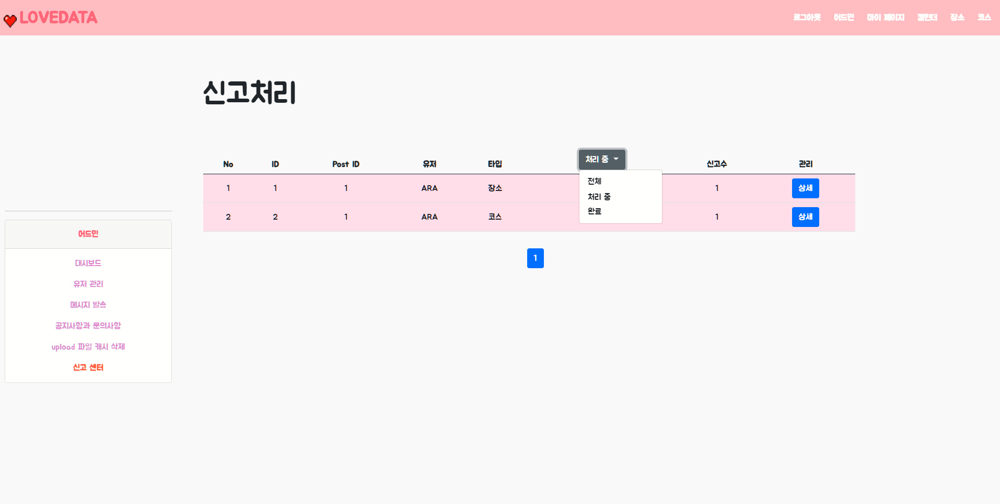 LOVEDATA
로그아웃 어드민 마이 페이지 캘린더 장소 코스
신고처리
No ID Post ID 유저 타입 처리 중 신고수 관리
전체
처리 중
완료
1 1 1 ARA 장소 1 상세
2 2 1 ARA 코스 1 상세
1
어드민
대시보드
유저 관리
메시지 발송
공지사항과 문의사항
upload 파일 캐시 삭제
신고 센터